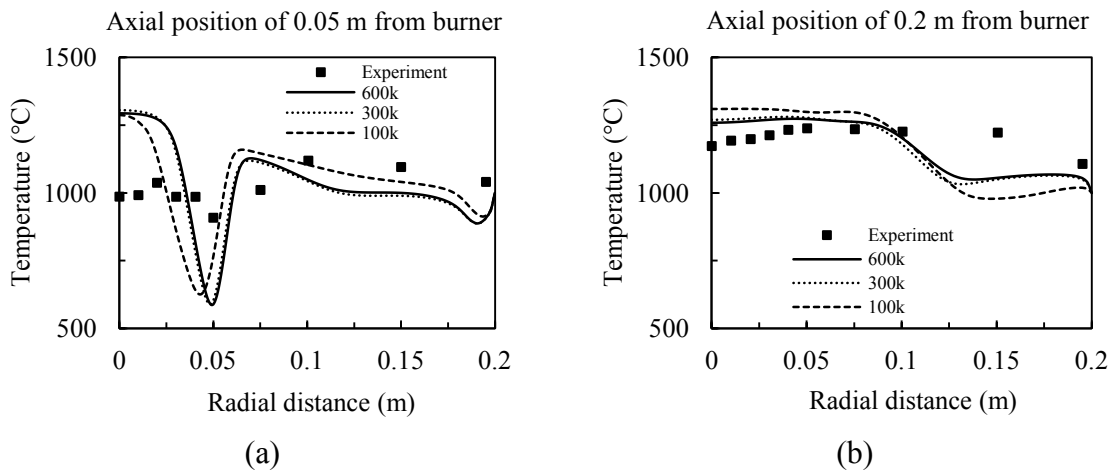 Axial position of 0.05 m from burner
1500
1000
500
Temperature (°C)
Experiment
600k
300k
100k
0 0.05 0.1 0.15 0.2
Radial distance (m)
(a)
Axial position of 0.2 m from burner
1500
1000
500
Temperature (°C)
Experiment
600k
300k
100k
0 0.05 0.1 0.15 0.2
Radial distance (m)
(b)